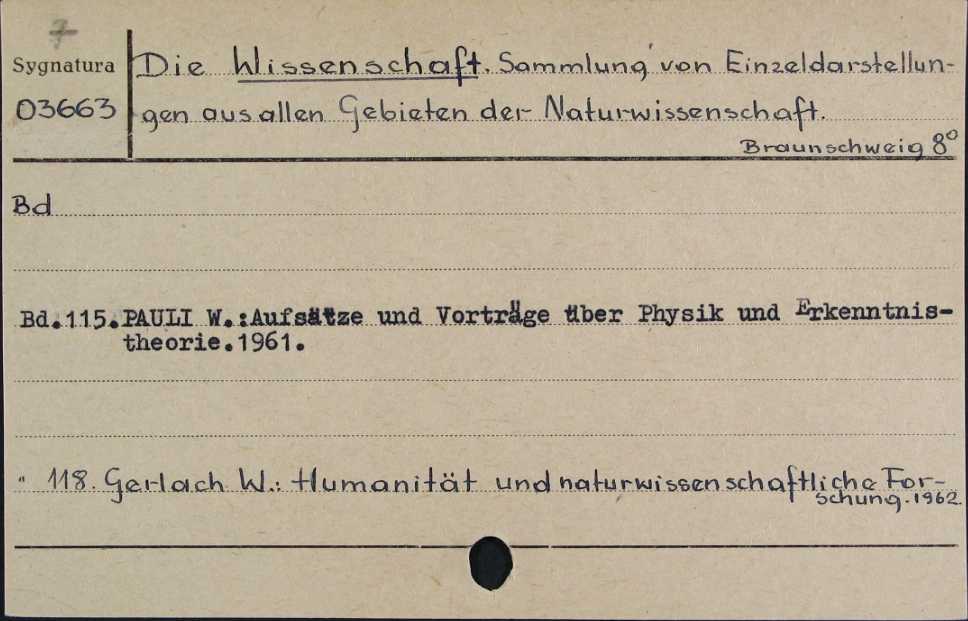 7
Sygnatura
03663
Die Wissenschaft. Sammlung von Einzeldarstellun-
gen aus allen Gebieten der Naturwissenschaft.
Braunschweig 8°
Bd
Bd.115.PAULI W.:Aufsätze und Vorträge über Physik und Erkenntnis-
theorie.1961.
" 118. Gerlach W.: Humanität und naturwissenschaftliche For-
schung. 1962.